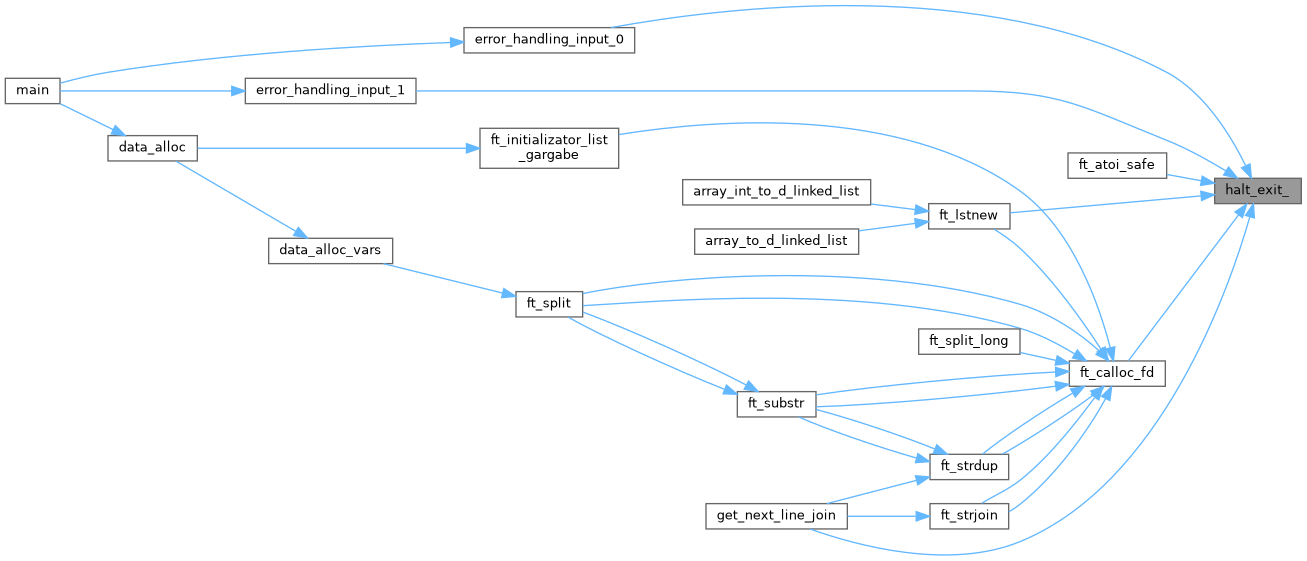 error_handling_input_0
main
error_handling_input_1
data_alloc
ft_initializator_list
_gargabe
ft_atoi_safe
halt_exit_
array_int_to_d_linked_list
ft_lstnew
array_to_d_linked_list
data_alloc_vars
ft_split
ft_split_long
ft_calloc_fd
ft_substr
ft_strdup
get_next_line_join
ft_strjoin